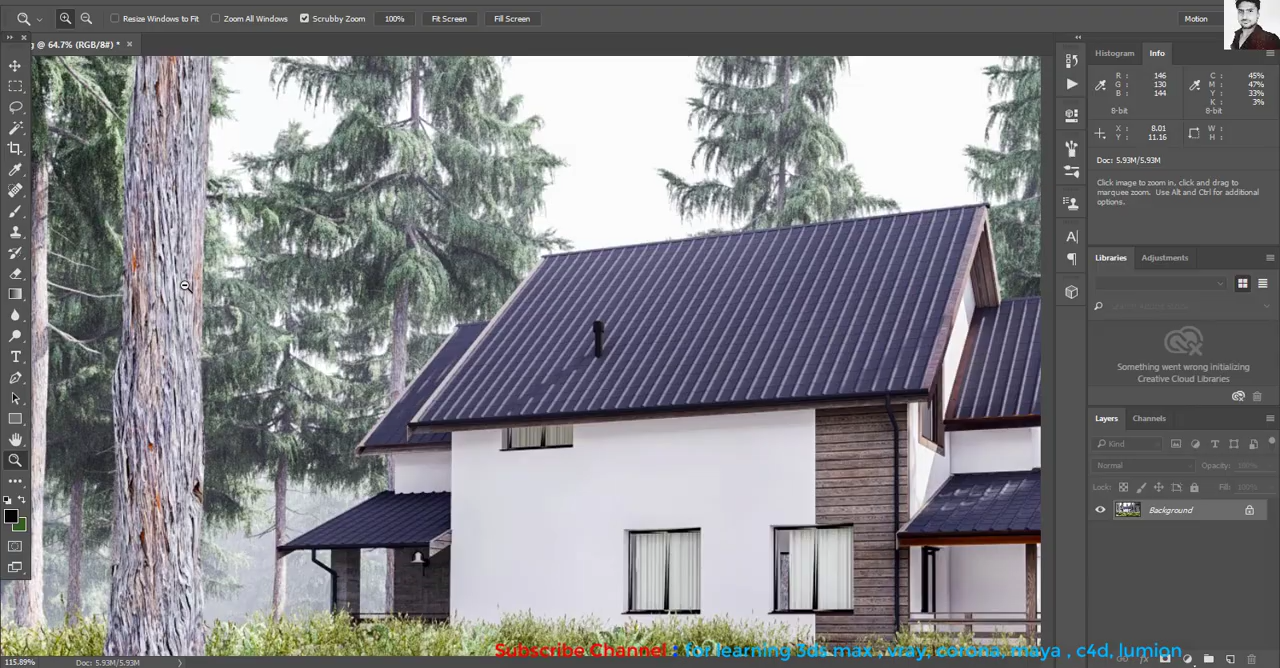 Resize Windows to Fit
Zoom All Windows
Scrubby Zoom
100%
Fit Screen
Fill Screen
Motion
g @ 64.7% (RGB/8#) *
Histogram
Info
R : 146
G : 130
B : 144
8-bit
C : 45%
M : 47%
Y : 33%
K : 3%
8-bit
X : 8.01
Y : 11.16
W :
H :
Doc: 5.93M/5.93M
Click image to zoom in, click and drag to
marquee zoom. Use Alt and Ctrl for additional
options.
Libraries
Adjustments
Something went wrong initializing
Creative Cloud Libraries
Layers
Channels
Kind
Normal
Opacity: 100%
Lock:
Fill: 100%
Background
Subscribe Channel : for learning 3ds max , vray, corona, maya , c4d, lumion
115.89%
Doc: 5.93M/5.93M